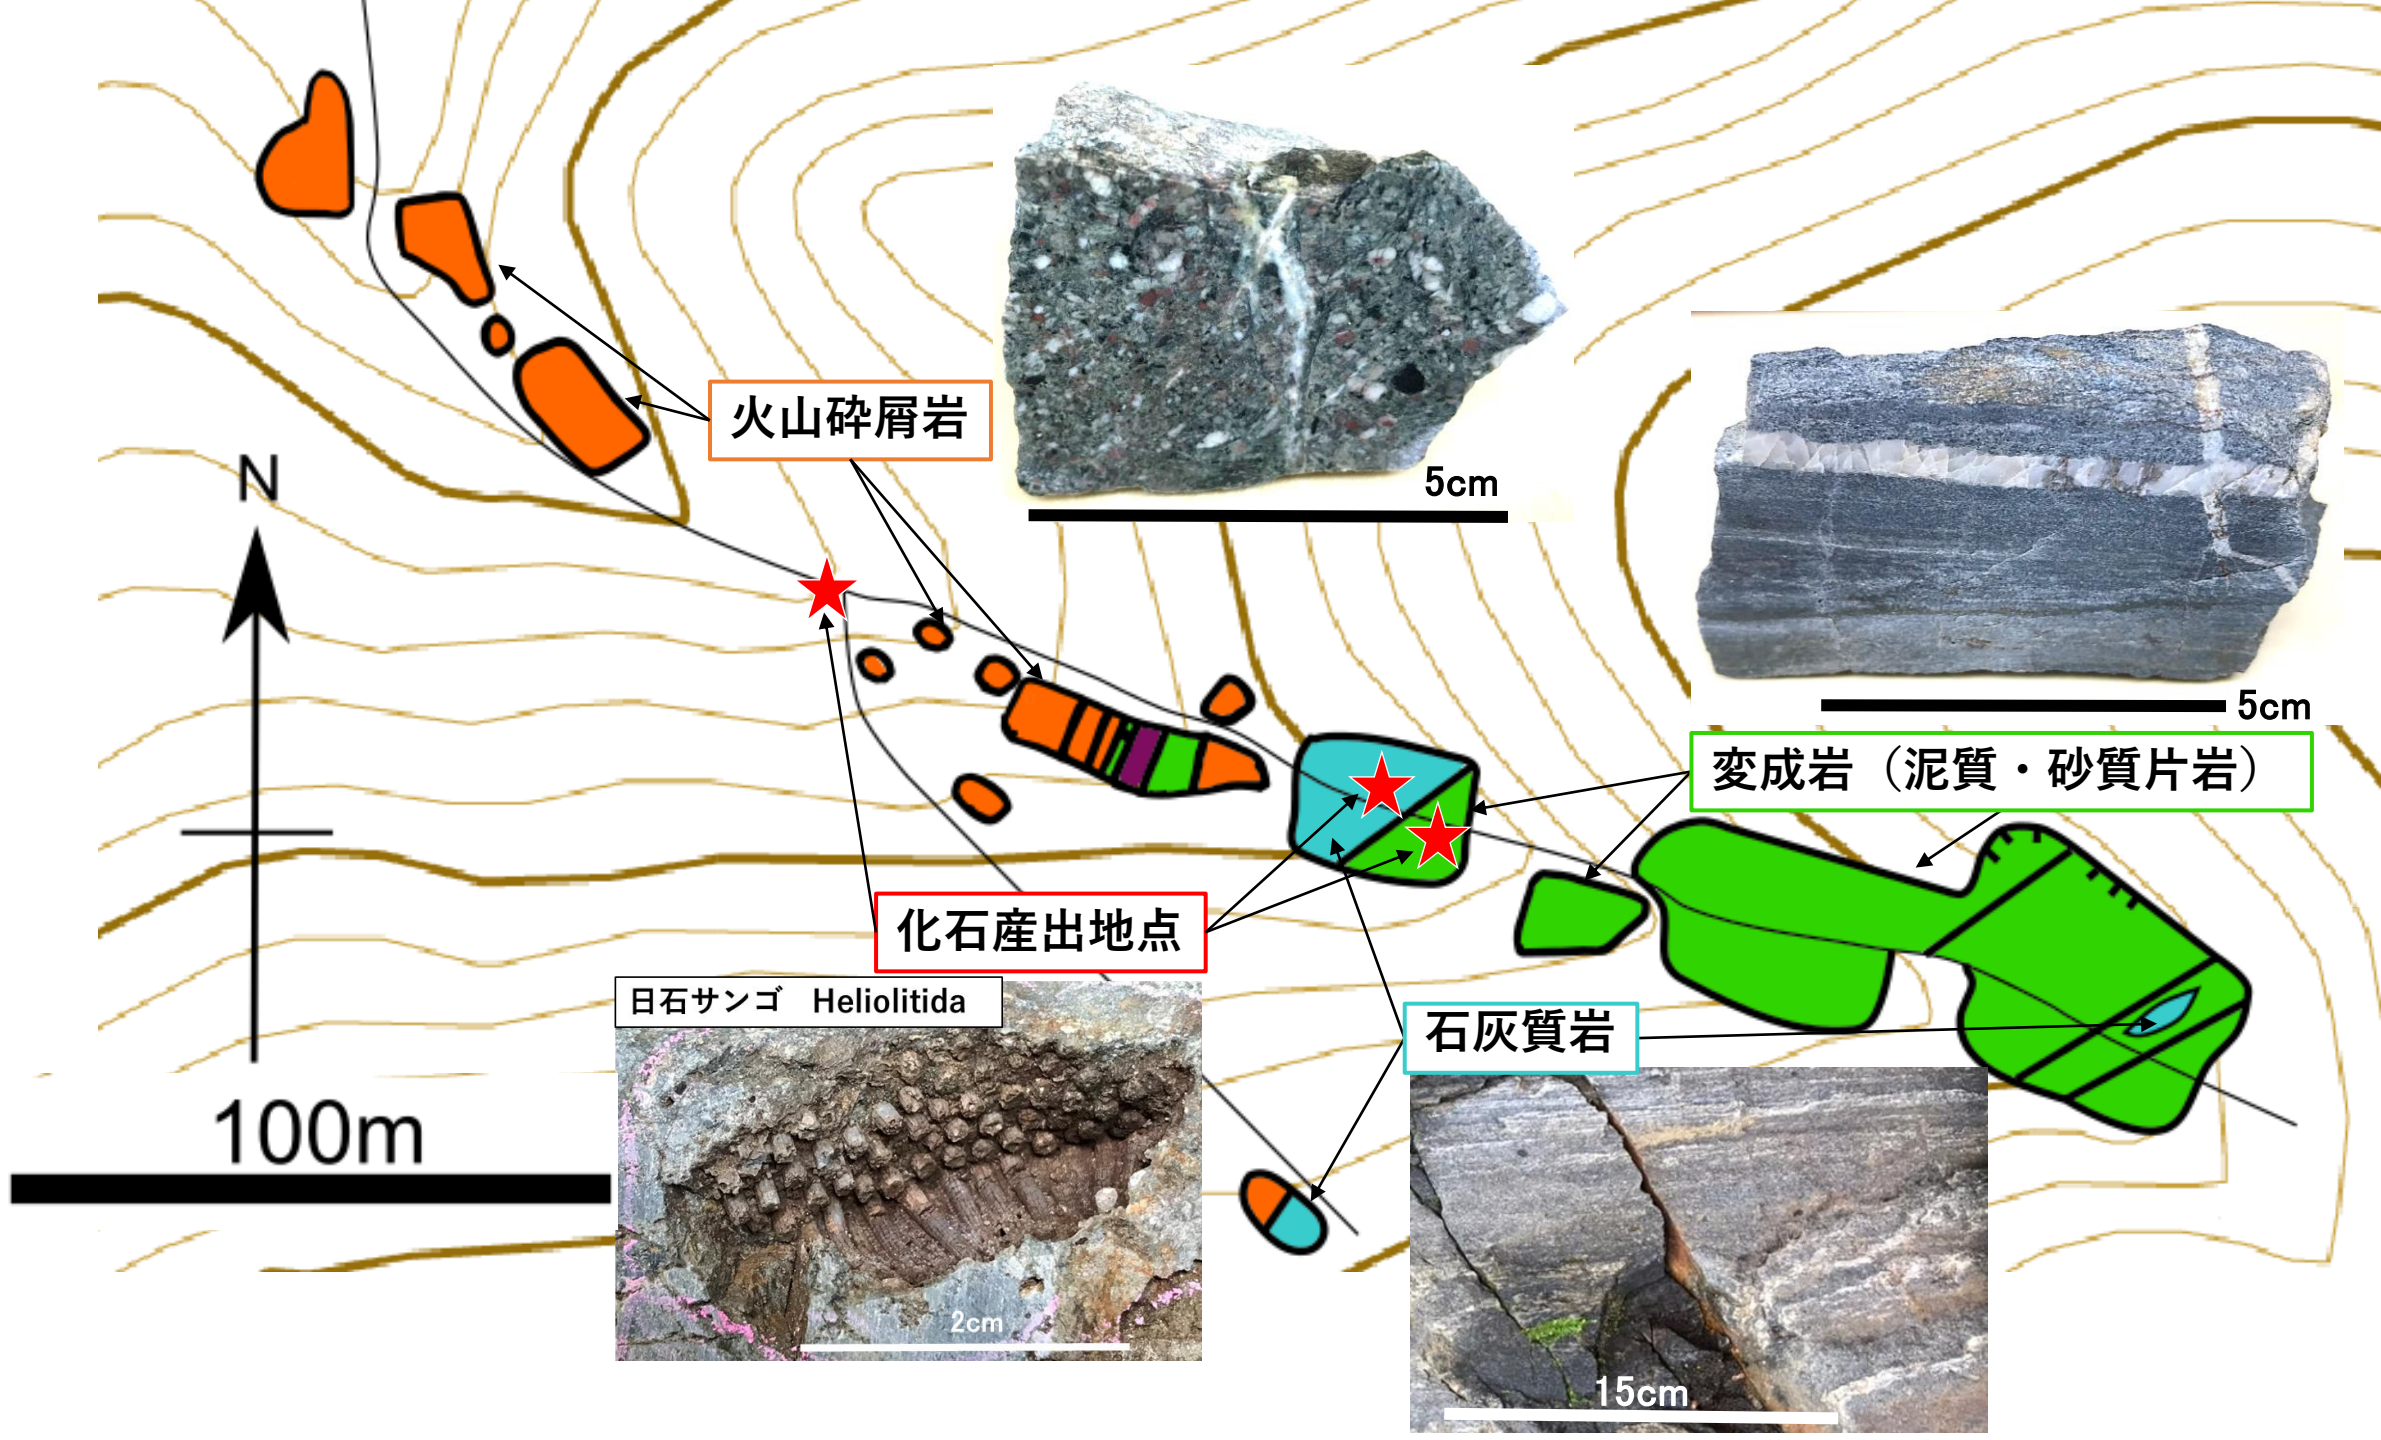 火山砕屑岩
5cm
N
5cm
変成岩（泥質・砂質片岩）
化石産出地点
日石サンゴ Heliolitida
石灰質岩
100m
2cm
15cm